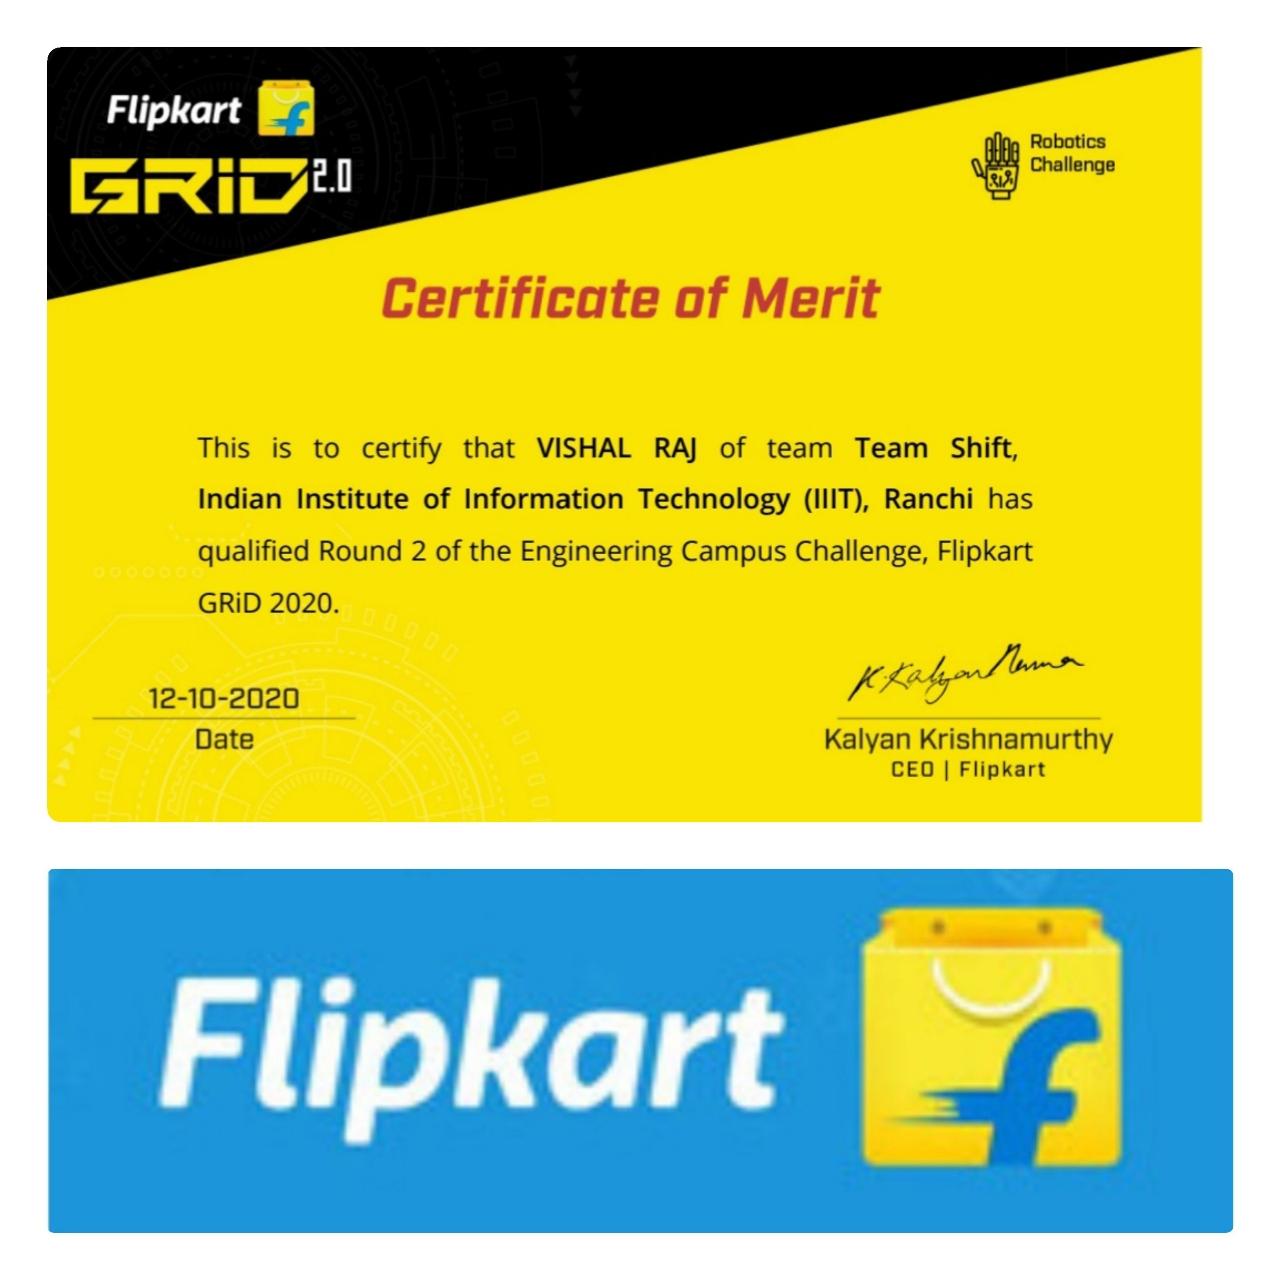 Flipkart
GRiD 2.0
Robotics
Challenge
Certificate of Merit
This is to certify that VISHAL RAJ of team Team Shift,
Indian Institute of Information Technology (IIIT), Ranchi has
qualified Round 2 of the Engineering Campus Challenge, Flipkart
GRiD 2020.
12-10-2020
Date
Kalyan Krishnamurthy
CEO | Flipkart
Flipkart
f